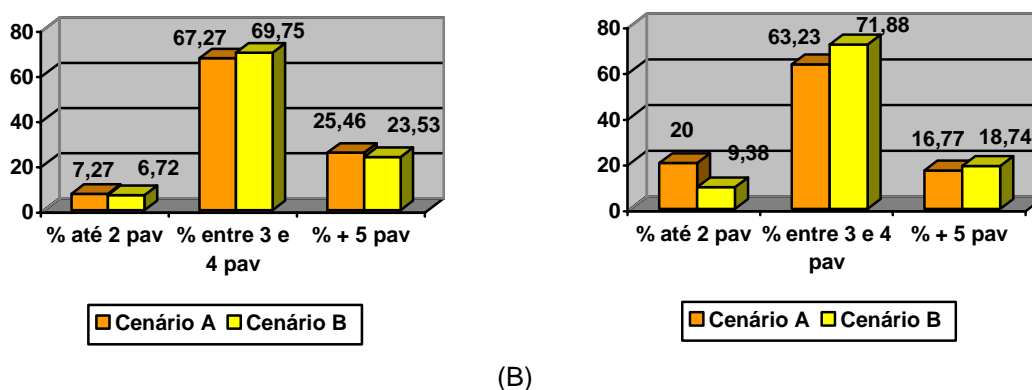 80
60
40
20
0
7,27
6,72
67,27
69,75
25,46
23,53
% até 2 pav
% entre 3 e
4 pav
% + 5 pav
Cenário A
Cenário B
80
60
40
20
0
20
9,38
63,23
71,88
16,77
18,74
% até 2 pav
% entre 3 e 4
pav
% + 5 pav
Cenário A
Cenário B
(B)